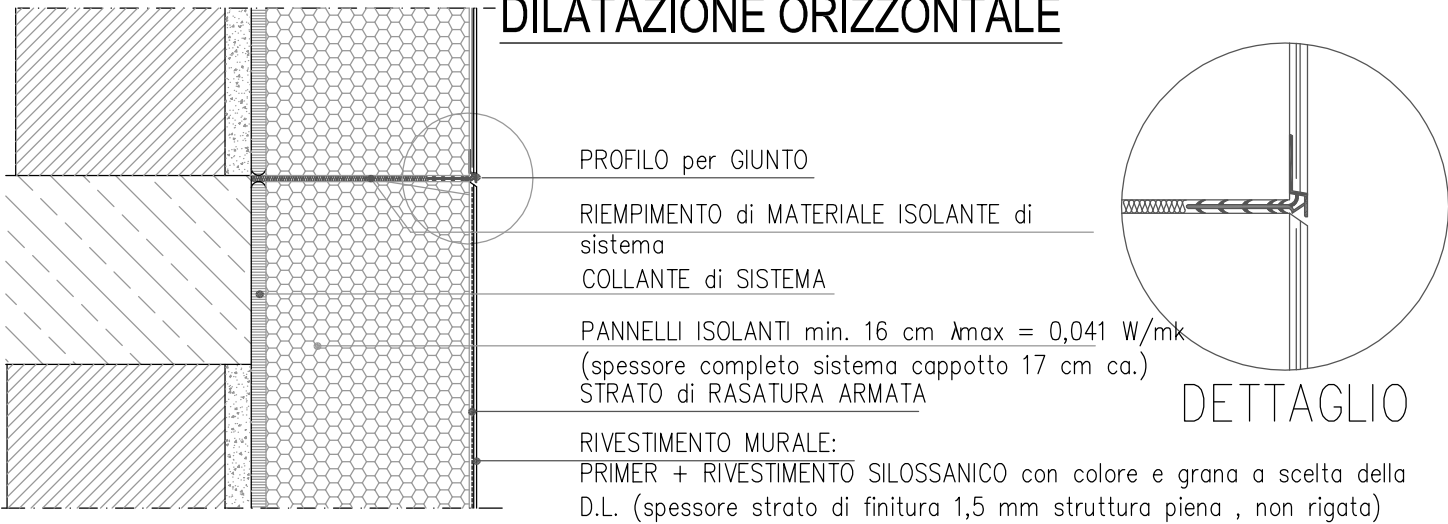 DILATAZIONE ORIZZONTALE
PROFILO per GIUNTO
RIEMPIMENTO di MATERIALE ISOLANTE di
sistema
COLLANTE di SISTEMA
PANNELLI ISOLANTI min. 16 cm λmax = 0,041 W/mk
(spessore completo sistema cappotto 17 cm ca.)
STRATO di RASATURA ARMATA
RIVESTIMENTO MURALE:
PRIMER + RIVESTIMENTO SILOSSANICO con colore e grana a scelta della
D.L. (spessore strato di finitura 1,5 mm struttura piena , non rigata)
DETTAGLIO